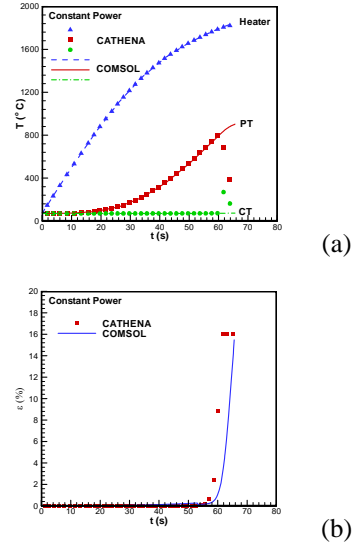 2000
Constant Power
Heater
1600
CATHENA
COMSOL
1200
T (° C)
800
PT
400
CT
0
0 10 20 30 40 50 60 70 80
t (s)
(a)
20
Constant Power
18
CATHENA
16
COMSOL
14
12
ε (%)
10
8
6
4
2
0
0 10 20 30 40 50 60 70 80
t (s)
(b)